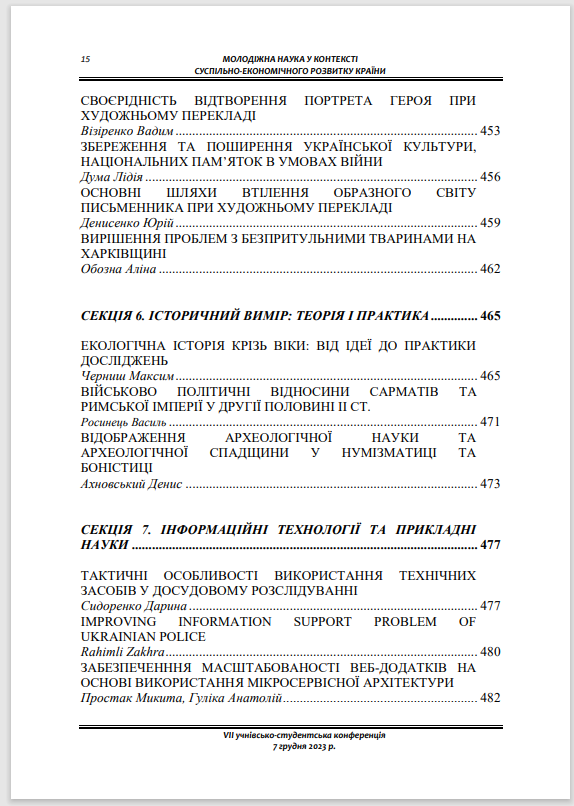 15
МОЛОДІЖНА НАУКА У КОНТЕКСТІ
СУСПІЛЬНО-ЕКОНОМІЧНОГО РОЗВИТКУ КРАЇНИ
СВОЄРІДНІСТЬ ВІДТВОРЕННЯ ПОРТРЕТА ГЕРОЯ ПРИ
ХУДОЖНЬОМУ ПЕРЕКЛАДІ
Візіренко Вадим 453
ЗБЕРЕЖЕННЯ ТА ПОШИРЕННЯ УКРАЇНСЬКОЇ КУЛЬТУРИ,
НАЦІОНАЛЬНИХ ПАМ’ЯТОК В УМОВАХ ВІЙНИ
Дума Лідія 456
ОСНОВНІ ШЛЯХИ ВТІЛЕННЯ ОБРАЗНОГО СВІТУ
ПИСЬМЕННИКА ПРИ ХУДОЖНЬОМУ ПЕРЕКЛАДІ
Денисенко Юрій 459
ВИРІШЕННЯ ПРОБЛЕМ З БЕЗПРИТУЛЬНИМИ ТВАРИНАМИ НА
ХАРКІВЩИНІ
Обозна Аліна 462
СЕКЦІЯ 6. ІСТОРИЧНИЙ ВИМІР: ТЕОРІЯ І ПРАКТИКА 465
ЕКОЛОГІЧНА ІСТОРІЯ КРІЗЬ ВІКИ: ВІД ІДЕЇ ДО ПРАКТИКИ
ДОСЛІДЖЕНЬ
Черниш Максим 465
ВІЙСЬКОВО ПОЛІТИЧНІ ВІДНОСИНИ САРМАТІВ ТА
РИМСЬКОЇ ІМПЕРІЇ У ДРУГІЇ ПОЛОВИНІ ІІ СТ.
Росинець Василь 471
ВІДОБРАЖЕННЯ АРХЕОЛОГІЧНОЇ НАУКИ ТА
АРХЕОЛОГІЧНОЇ СПАДЩИНИ У НУМІЗМАТИЦІ ТА
БОНІСТИЦІ
Ахновський Денис 473
СЕКЦІЯ 7. ІНФОРМАЦІЙНІ ТЕХНОЛОГІЇ ТА ПРИКЛАДНІ
НАУКИ 477
ТАКТИЧНІ ОСОБЛИВОСТІ ВИКОРИСТАННЯ ТЕХНІЧНИХ
ЗАСОБІВ У ДОСУДОВОМУ РОЗСЛІДУВАННІ
Сидоренко Дарина 477
IMPROVING INFORMATION SUPPORT PROBLEM OF
UKRAINIAN POLICE
Rahimli Zakhra 480
ЗАБЕЗПЕЧЕНННЯ МАСШТАБОВАНОСТІ ВЕБ-ДОДАТКІВ НА
ОСНОВІ ВИКОРИСТАННЯ МІКРОСЕРВІСНОЇ АРХІТЕКТУРИ
Простак Микита, Гуліка Анатолій 482
VII учнівсько-студентська конференція
7 грудня 2023 р.